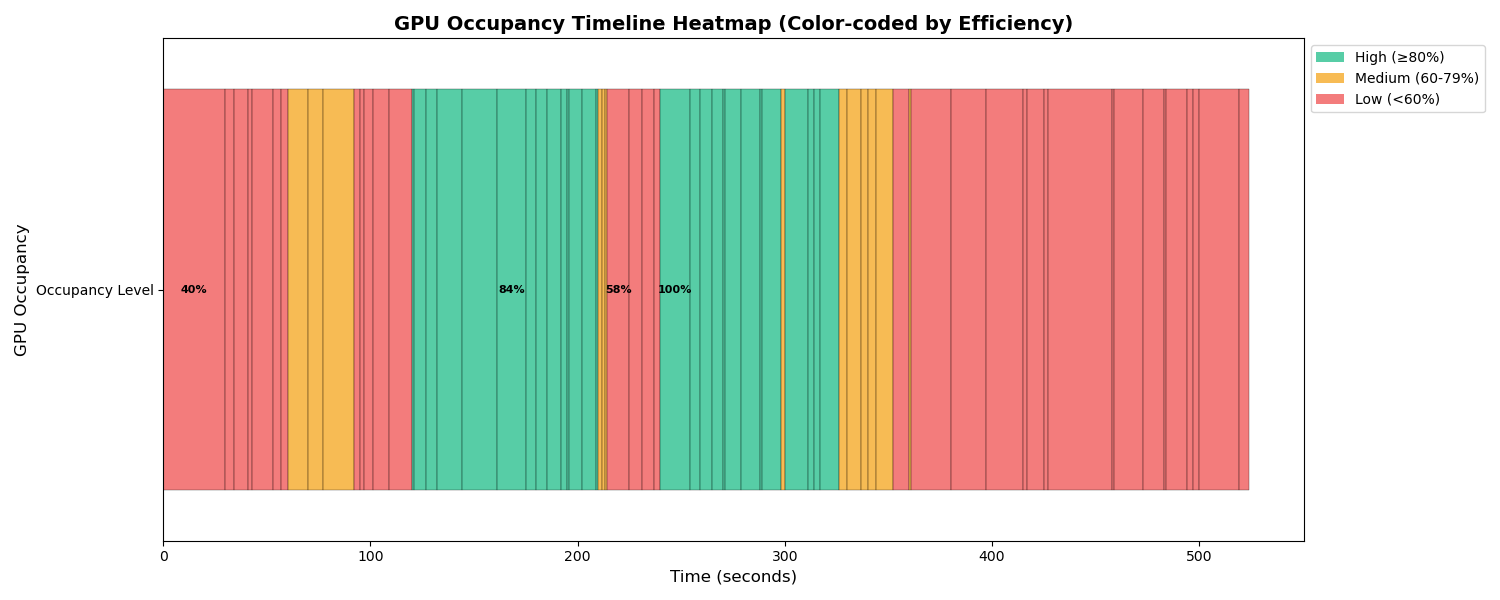 GPU Occupancy Timeline Heatmap (Color-coded by Efficiency)
High (≥80%)
Medium (60-79%)
Low (<60%)
GPU Occupancy
Occupancy Level
40%
84%
58%
100%
0
100
200
300
400
500
Time (seconds)